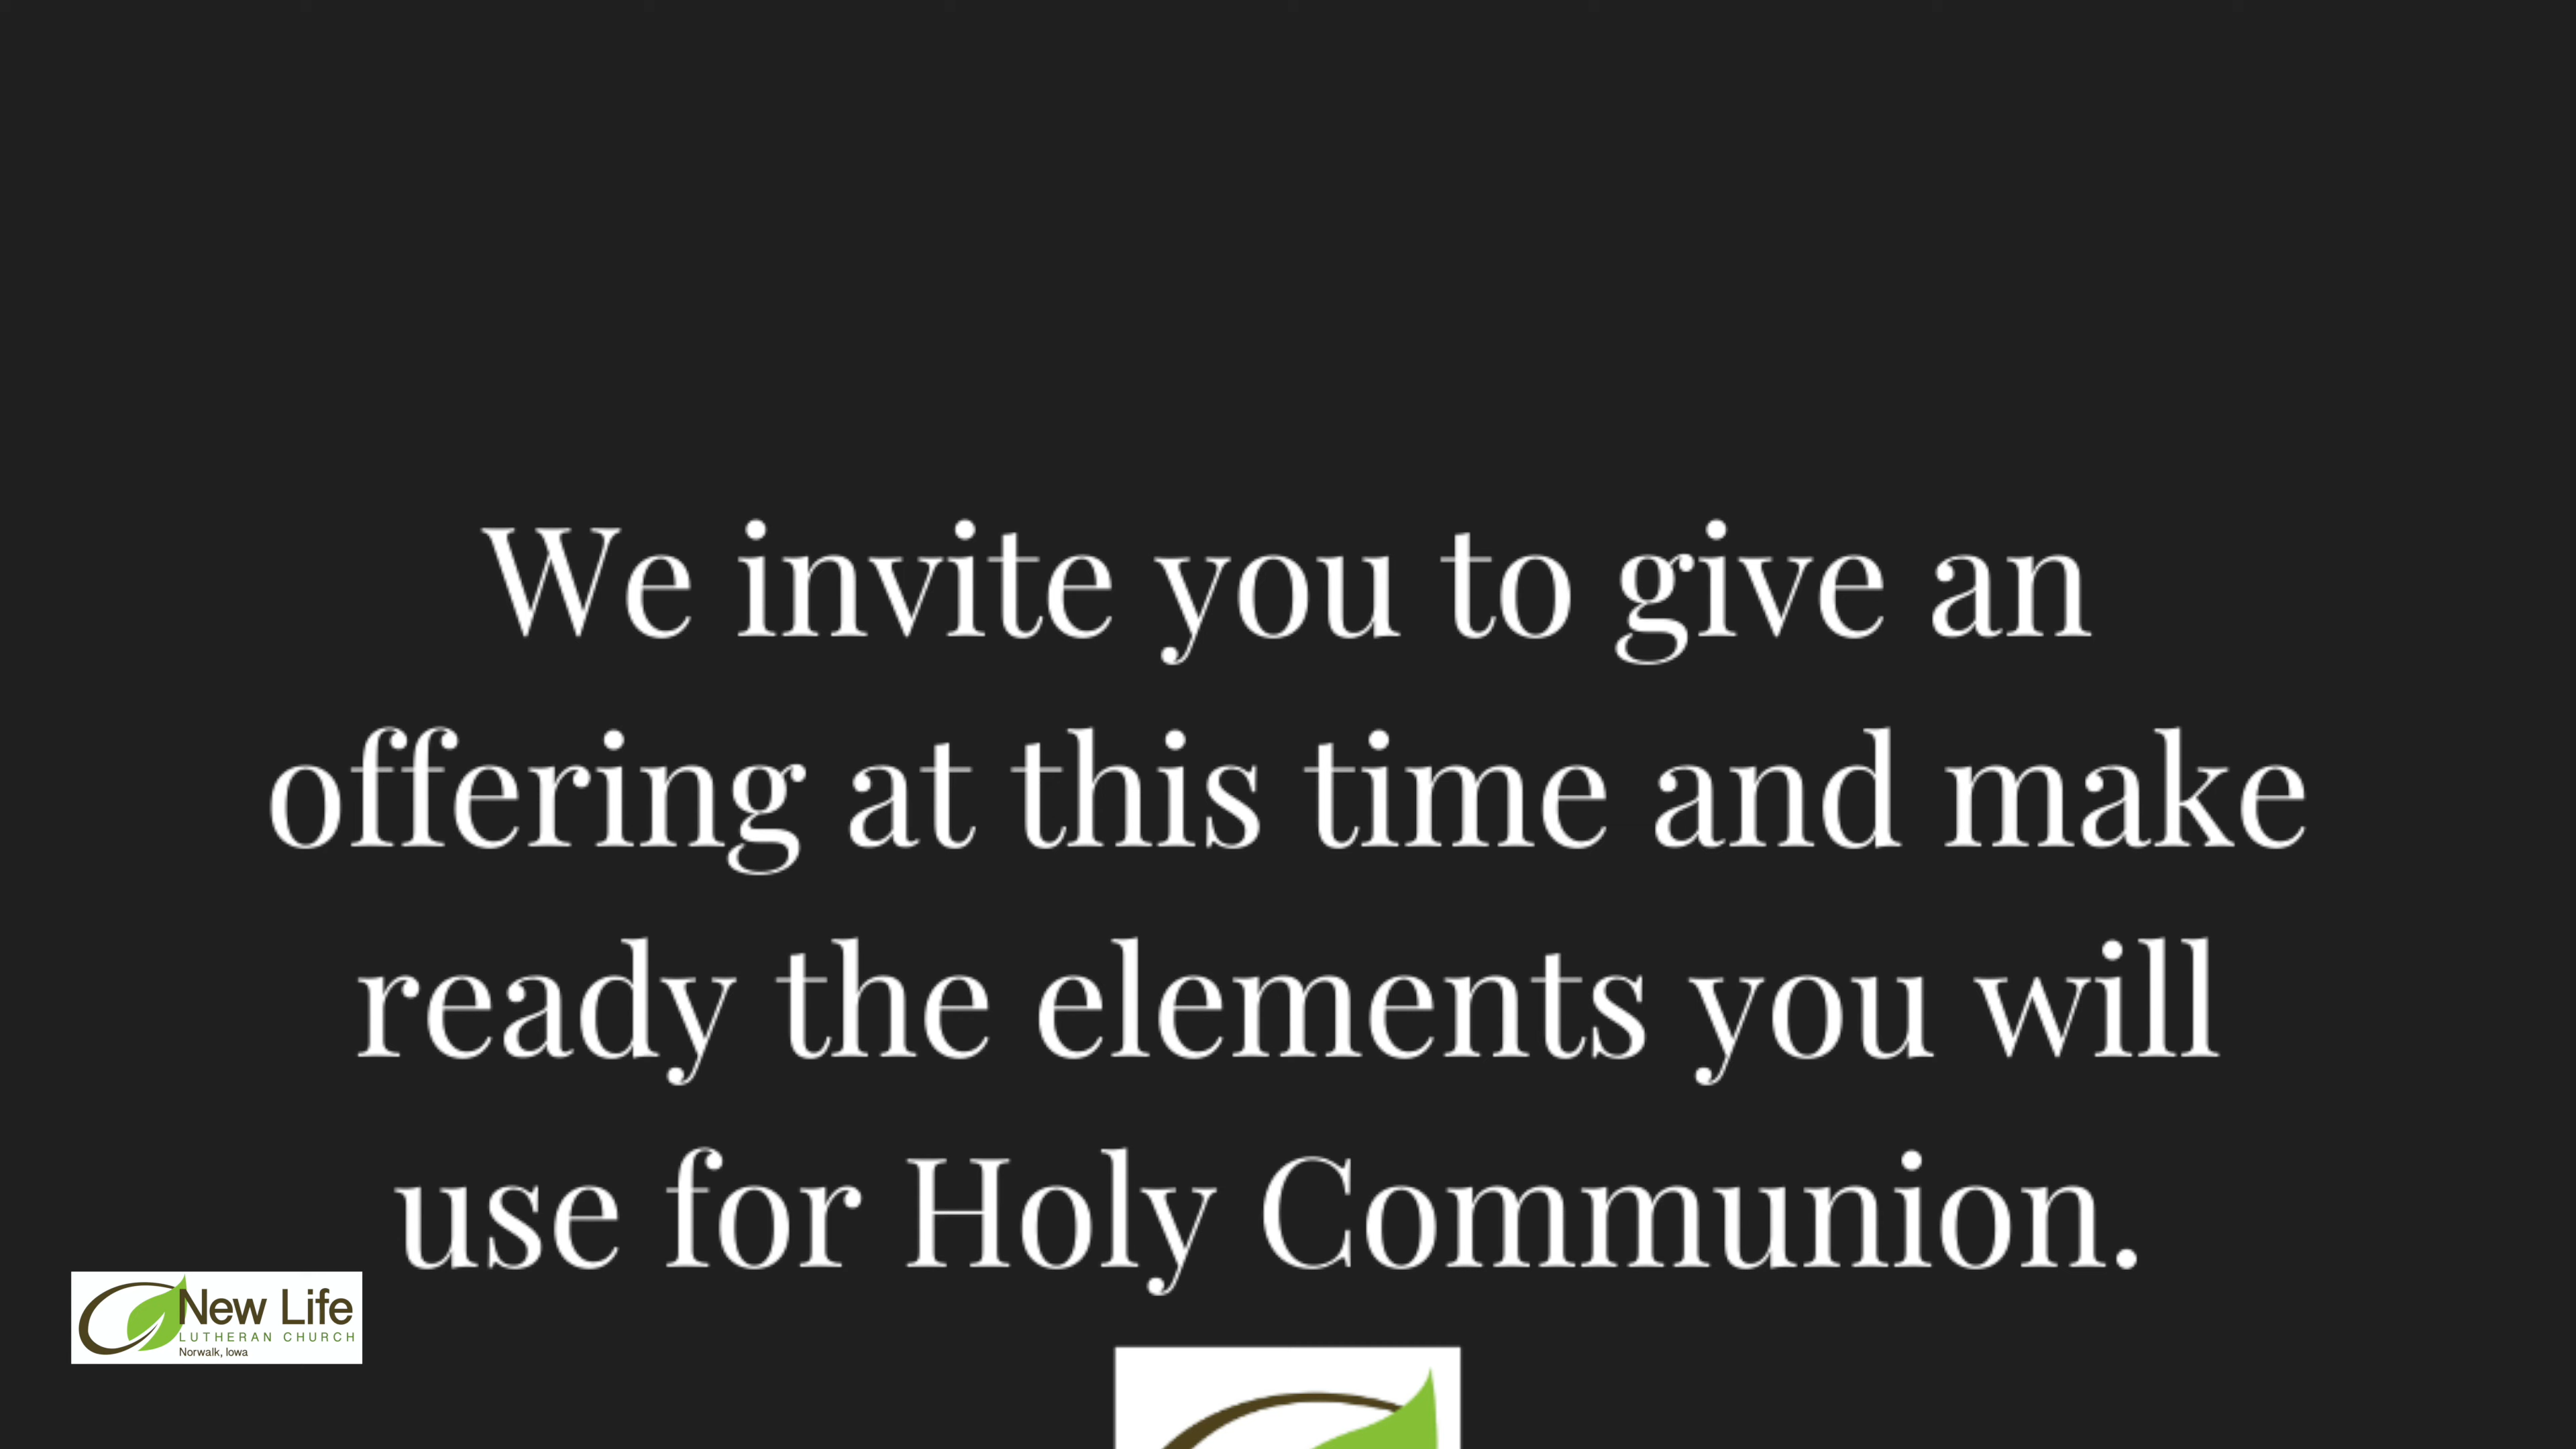 We invite you to give an
offering at this time and make
ready the elements you will
use for Holy Communion.
New Life
LUTHERAN CHURCH
Norwalk, Iowa